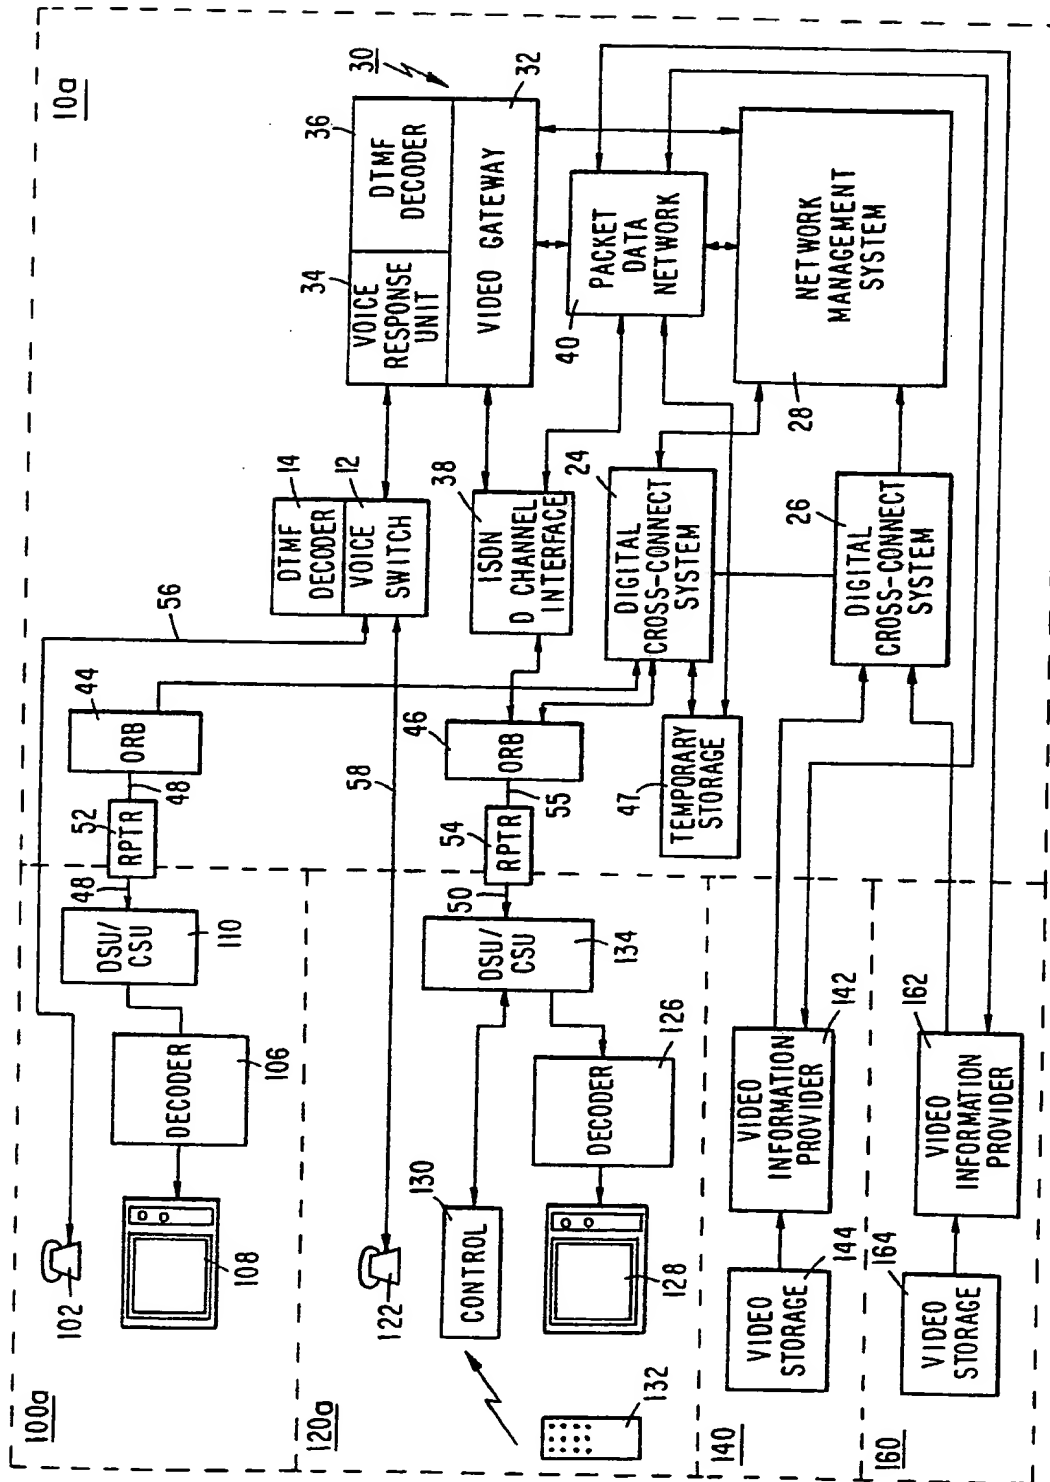 10a
30
36
DTMF
DECODER
34
VOICE
RESPONSE
UNIT
VIDEO GATEWAY
32
PACKET
DATA
NETWORK
40
NETWORK
MANAGEMENT
SYSTEM
28
14
DTMF
DECODER
12
VOICE
SWITCH
38
ISDN
D CHANNEL
INTERFACE
24
DIGITAL
CROSS-CONNECT
SYSTEM
26
DIGITAL
CROSS-CONNECT
SYSTEM
56
44
ORB
48
52
RPTR
48
46
ORB
58
55
54
RPTR
50
47
TEMPORARY
STORAGE
DSU/
CSU
110
DECODER
106
102
108
100a
DSU/
CSU
134
DECODER
126
130
CONTROL
122
128
132
120a
VIDEO
INFORMATION
PROVIDER
142
VIDEO
STORAGE
144
140
VIDEO
INFORMATION
PROVIDER
162
VIDEO
STORAGE
164
160